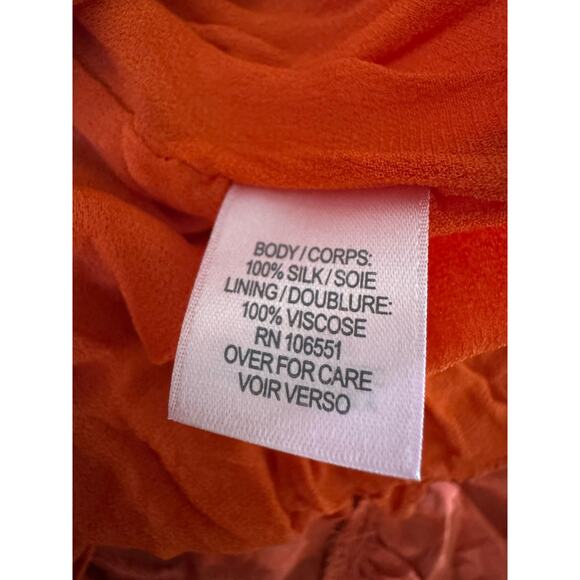 BODY/CORPS:
100% SILK/SOIE
LINING/DOUBLURE:
100% VISCOSE
RN 106551
OVER FOR CARE
VOIR VERSO